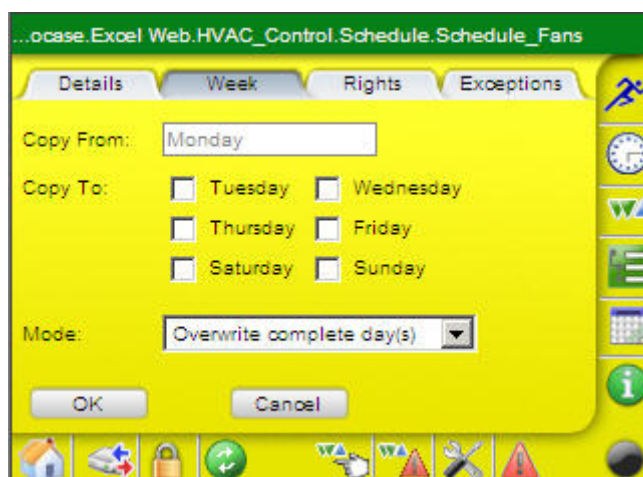 ...ocase.Excel Web.HVAC_Control.Schedule.Schedule_Fans
Details Week Rights Exceptions
Copy From: Monday
Copy To: Tuesday Wednesday
Thursday Friday
Saturday Sunday
Mode: Overwrite complete day(s)
OK Cancel